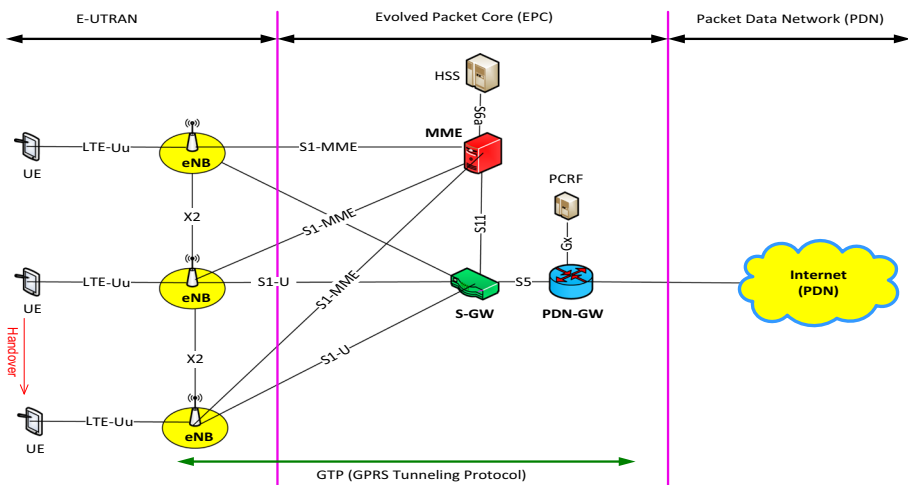 E-UTRAN
Evolved Packet Core (EPC)
Packet Data Network (PDN)
HSS
S6a
MME
UE
LTE-Uu
eNB
S1-MME
PCRF
X2
S1-MME
S11
Gx
UE
LTE-Uu
eNB
S1-U
S1-MME
S-GW
S5
PDN-GW
Internet
(PDN)
Handover
X2
S1-U
UE
LTE-Uu
eNB
GTP (GPRS Tunneling Protocol)